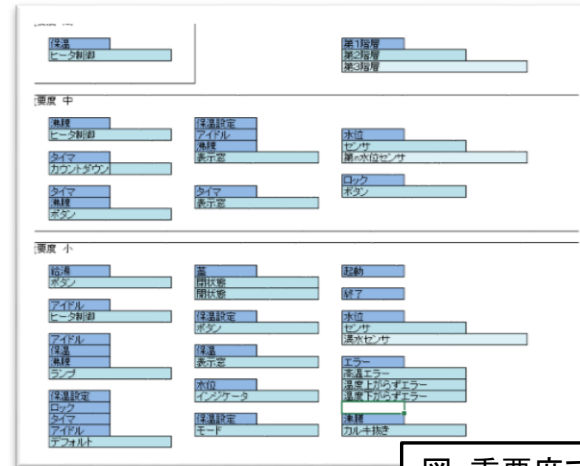 保温
ヒータ制御
第1階層
第2階層
第3階層
要度 中
沸騰
ヒータ制御
タイマ
カウントダウン
タイマ
沸騰
ボタン
保温設定
アイドル
沸騰
表示窓
タイマ
表示窓
水位
センサ
第n水位センサ
ロック
ボタン
要度 小
給湯
ボタン
アイドル
ヒータ制御
アイドル
保温
沸騰
ランプ
保温設定
ロック
タイマ
アイドル
デフォルト
蓋
閉状態
開状態
保温設定
ボタン
保温
表示窓
水位
インジケータ
保温設定
モード
起動
終了
水位
センサ
満水センサ
エラー
高温エラー
温度上がらずエラー
温度下がらずエラー
沸騰
カルキ抜き